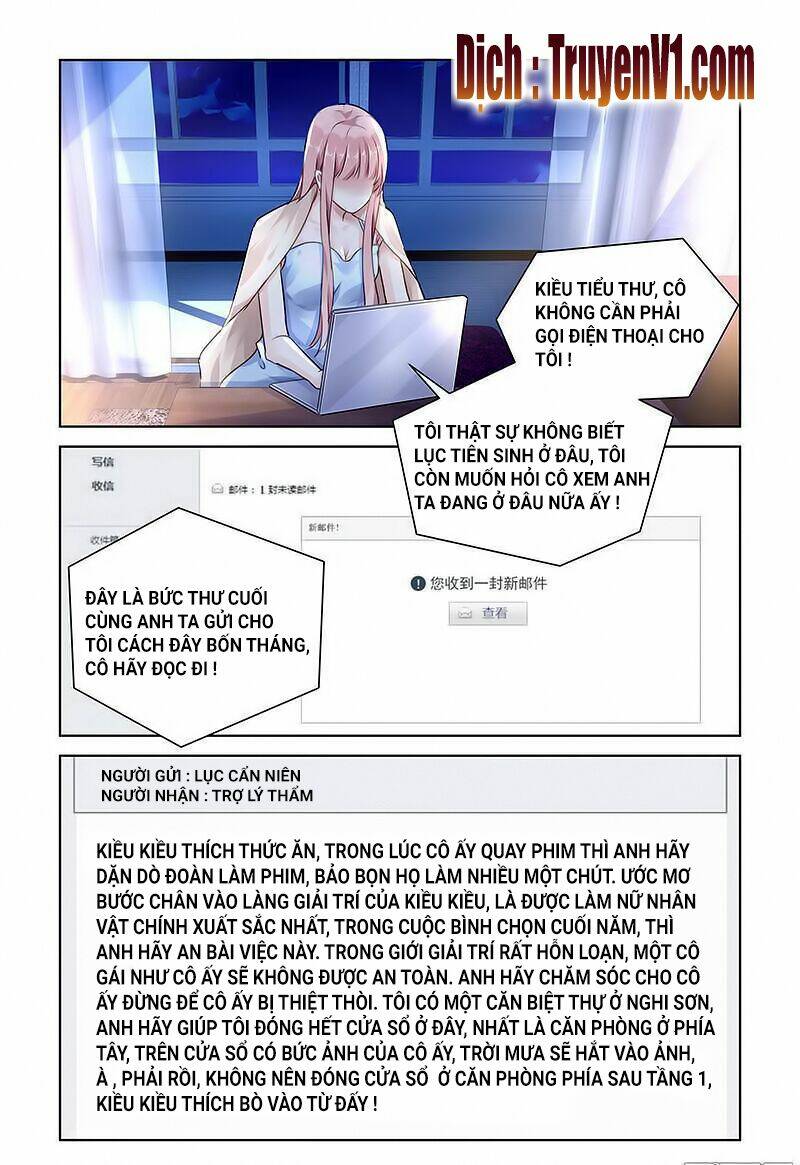 Dịch : TruyenV1.com
KIỀU TIỂU THƯ, CÔ
KHÔNG CẦN PHẢI
GỌI ĐIỆN THOẠI CHO
TÔI !
TÔI THẬT SỰ KHÔNG BIẾT
LỤC TIÊN SINH Ở ĐÂU, TÔI
CÒN MUỐN HỎI CÔ XEM ANH
TA ĐANG Ở ĐÂU NỮA ẤY !
写信
收信
收件箱
邮件：1 封未读邮件
新邮件!
您收到一封新邮件
查看
ĐÂY LÀ BỨC THƯ CUỐI
CÙNG ANH TA GỬI CHO
TÔI CÁCH ĐÂY BỐN THÁNG,
CÔ HÃY ĐỌC ĐI !
NGƯỜI GỬI : LỤC CẨN NIÊN
NGƯỜI NHẬN : TRỢ LÝ THẨM
KIỀU KIỀU THÍCH THỨC ĂN, TRONG LÚC CÔ ẤY QUAY PHIM THÌ ANH HÃY
DẶN DÒ ĐOÀN LÀM PHIM, BẢO BỌN HỌ LÀM NHIỀU MỘT CHÚT. ƯỚC MƠ
BƯỚC CHÂN VÀO LÀNG GIẢI TRÍ CỦA KIỀU KIỀU, LÀ ĐƯỢC LÀM NỮ NHÂN
VẬT CHÍNH XUẤT SẮC NHẤT, TRONG CUỘC BÌNH CHỌN CUỐI NĂM, THÌ
ANH HÃY AN BÀI VIỆC NÀY. TRONG GIỚI GIẢI TRÍ RẤT HỖN LOẠN, MỘT CÔ
GÁI NHƯ CÔ ẤY SẼ KHÔNG ĐƯỢC AN TOÀN. ANH HÃY CHĂM SÓC CHO CÔ
ẤY ĐỪNG ĐỂ CÔ ẤY BỊ THIỆT THÒI. TÔI CÓ MỘT CĂN BIỆT THỰ Ở NGHI SƠN,
ANH HÃY GIÚP TÔI ĐÓNG HẾT CỬA SỔ Ở ĐÂY, NHẤT LÀ CĂN PHÒNG Ở PHÍA
TÂY, TRÊN CỬA SỔ CÓ BỨC ẢNH CỦA CÔ ẤY, TRỜI MƯA SẼ HẮT VÀO ẢNH,
À , PHẢI RỒI, KHÔNG NÊN ĐÓNG CỬA SỔ Ở CĂN PHÒNG PHÍA SAU TẦNG 1,
KIỀU KIỀU THÍCH BÒ VÀO TỪ ĐẤY !